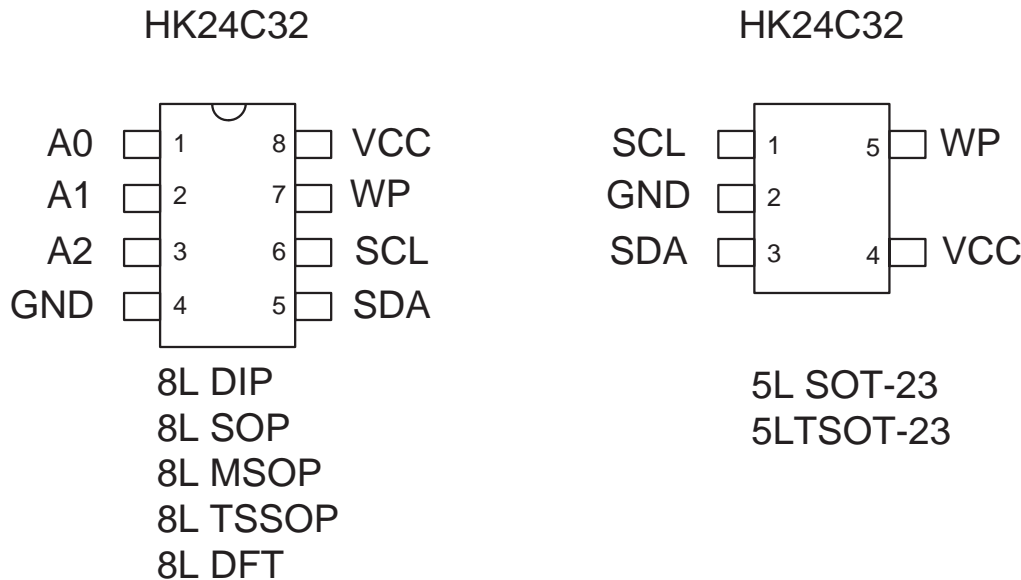 HK24C32
A0 1 8 VCC
A1 2 7 WP
A2 3 6 SCL
GND 4 5 SDA
8L DIP
8L SOP
8L MSOP
8L TSSOP
8L DFT
HK24C32
SCL 1 5 WP
GND 2
SDA 3 4 VCC
5L SOT-23
5LTSOT-23